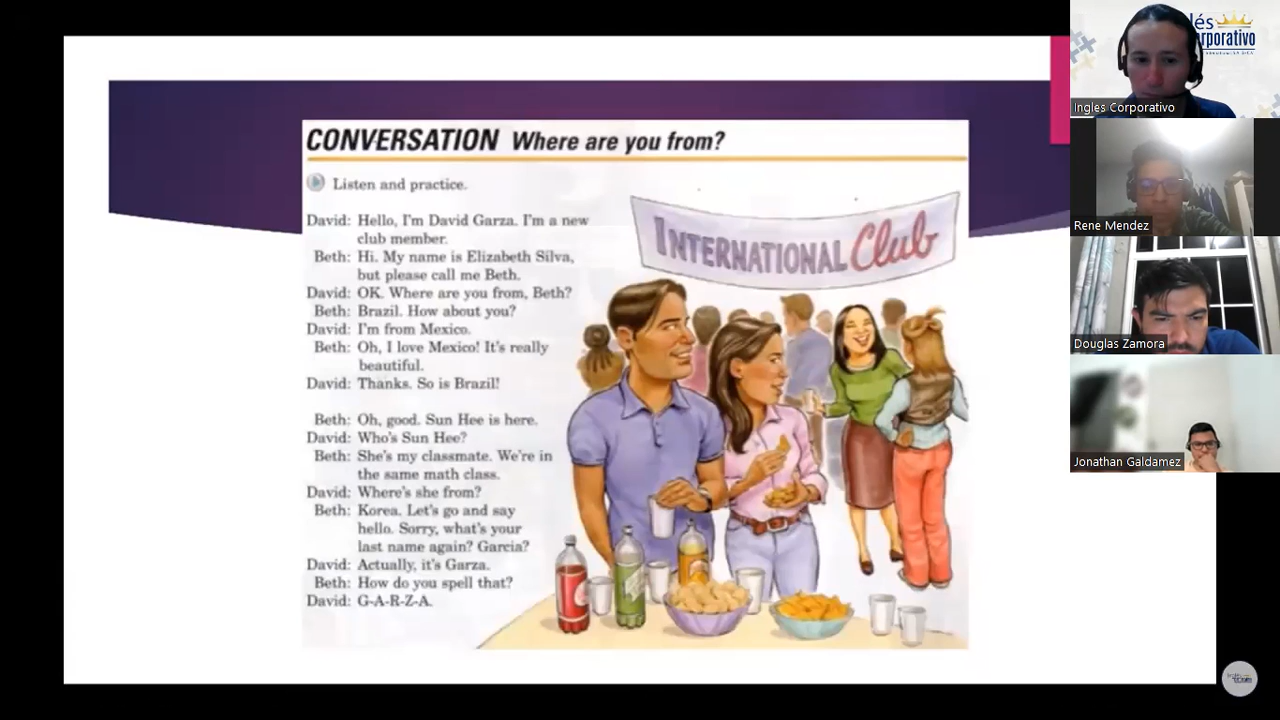 CONVERSATION Where are you from?
Listen and practice.
David: Hello, I'm David Garza. I'm a new
club member.
Beth: Hi. My name is Elizabeth Silva,
but please call me Beth.
David: OK. Where are you from, Beth?
Beth: Brazil. How about you?
David: I'm from Mexico.
Beth: Oh, I love Mexico! It's really
beautiful.
David: Thanks. So is Brazil!
Beth: Oh, good. Sun Hee is here.
David: Who's Sun Hee?
Beth: She's my classmate. We're in
the same math class.
David: Where's she from?
Beth: Korea. Let's go and say
hello. Sorry, what's your
last name again? Garcia?
David: Actually, it's Garza.
Beth: How do you spell that?
David: G-A-R-Z-A.
INTERNATIONAL Club
lés
rporativo
Ingles Corporativo
Rene Mendez
Douglas Zamora
Jonathan Galdamez